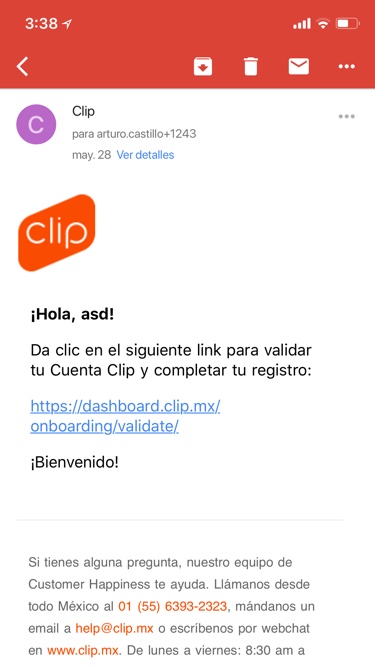 3:38
C
Clip
para arturo.castillo+1243
may. 28 Ver detalles
clip
¡Hola, asd!
Da clic en el siguiente link para validar
tu Cuenta Clip y completar tu registro:
https://dashboard.clip.mx/
onboarding/validate/
¡Bienvenido!
Si tienes alguna pregunta, nuestro equipo de
Customer Happiness te ayuda. Llámanos desde
todo México al 01 (55) 6393-2323, mándanos un
email a help@clip.mx o escríbenos por webchat
en www.clip.mx. De lunes a viernes: 8:30 am a